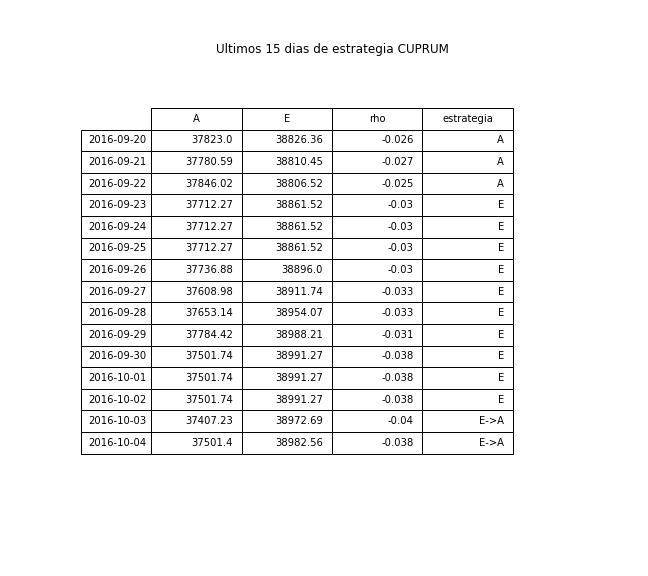 Ultimos 15 dias de estrategia CUPRUM
A E rho estrategia
2016-09-20 37823.0 38826.36 -0.026 A
2016-09-21 37780.59 38810.45 -0.027 A
2016-09-22 37846.02 38806.52 -0.025 A
2016-09-23 37712.27 38861.52 -0.03 E
2016-09-24 37712.27 38861.52 -0.03 E
2016-09-25 37712.27 38861.52 -0.03 E
2016-09-26 37736.88 38896.0 -0.03 E
2016-09-27 37608.98 38911.74 -0.033 E
2016-09-28 37653.14 38954.07 -0.033 E
2016-09-29 37784.42 38988.21 -0.031 E
2016-09-30 37501.74 38991.27 -0.038 E
2016-10-01 37501.74 38991.27 -0.038 E
2016-10-02 37501.74 38991.27 -0.038 E
2016-10-03 37407.23 38972.69 -0.04 E->A
2016-10-04 37501.4 38982.56 -0.038 E->A